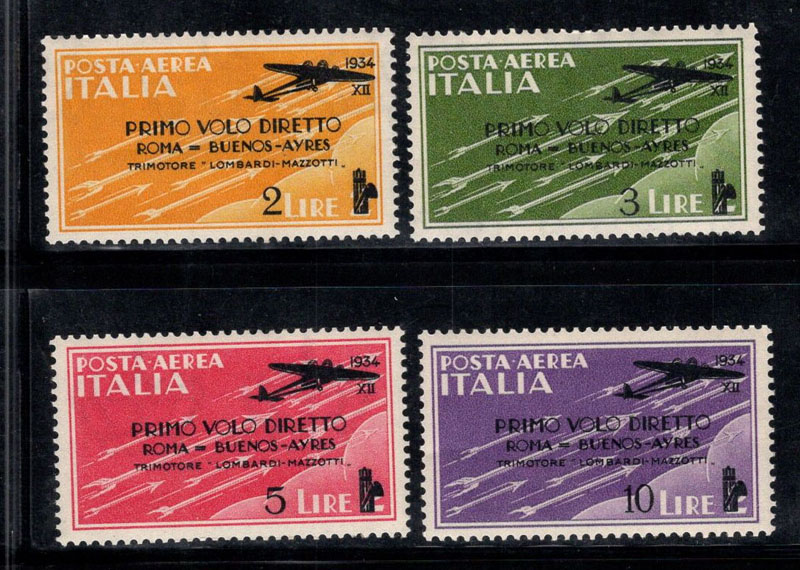 POSTA-AEREA
ITALIA
1934
XII
PRIMO VOLO DIRETTO
ROMA = BUENOS-AYRES
TRIMOTORE "LOMBARDI-MAZZOTTI"
2 LIRE
POSTA-AEREA
ITALIA
1934
XII
PRIMO VOLO DIRETTO
ROMA = BUENOS-AYRES
TRIMOTORE "LOMBARDI-MAZZOTTI"
3 LIRE
POSTA-AEREA
ITALIA
1934
XII
PRIMO VOLO DIRETTO
ROMA = BUENOS-AYRES
TRIMOTORE "LOMBARDI-MAZZOTTI"
5 LIRE
POSTA-AEREA
ITALIA
1934
XII
PRIMO VOLO DIRETTO
ROMA = BUENOS-AYRES
TRIMOTORE "LOMBARDI-MAZZOTTI"
10 LIRE